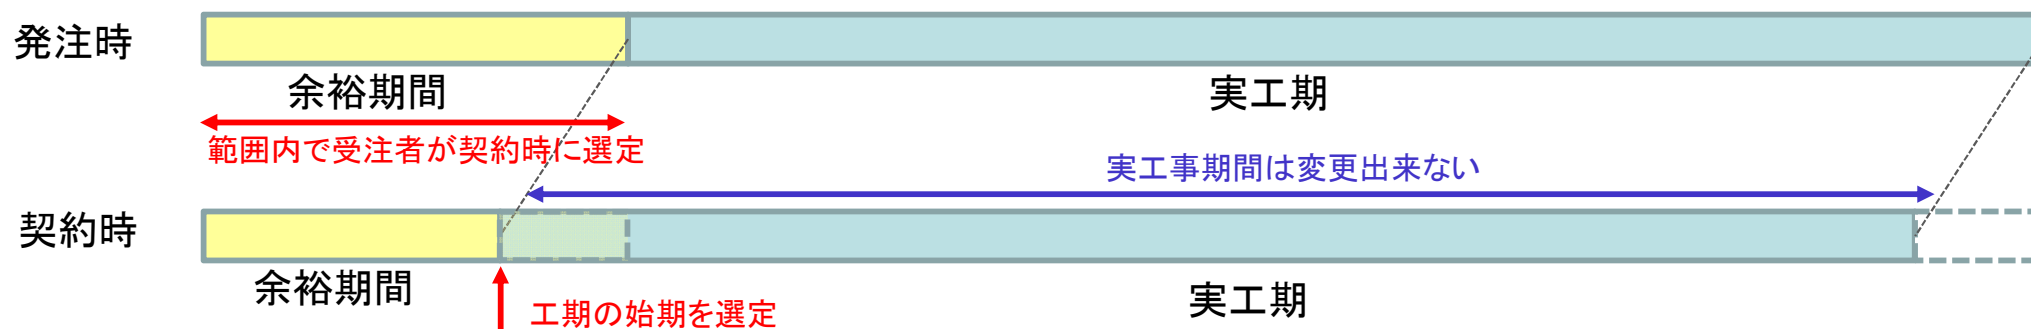 発注時
余裕期間
実工期
範囲内で受注者が契約時に選定
実工事期間は変更出来ない
契約時
余裕期間
工期の始期を選定
実工期